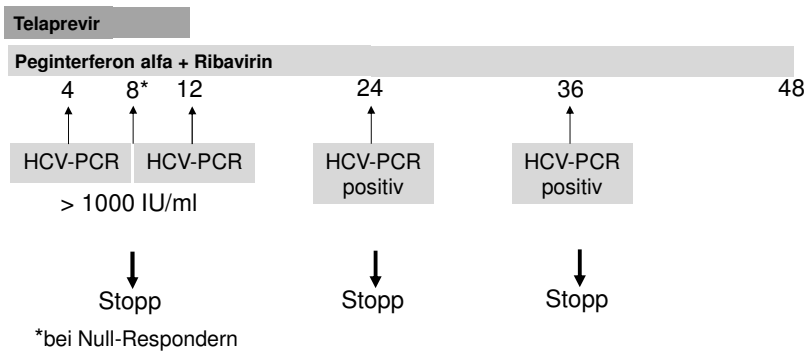 Telaprevir
Peginterferon alfa + Ribavirin
4 8* 12 24 36 48
HCV-PCR HCV-PCR HCV-PCR HCV-PCR
positiv positiv
> 1000 IU/ml
Stopp Stopp Stopp
*bei Null-Respondern